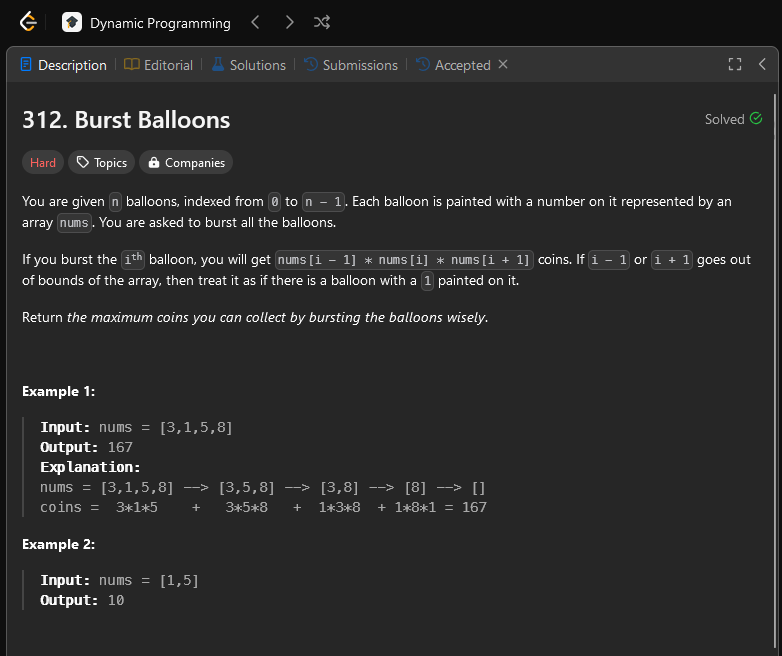 Dynamic Programming
Description Editorial Solutions Submissions Accepted
312. Burst Balloons
Solved
Hard Topics Companies
You are given n balloons, indexed from 0 to n - 1. Each balloon is painted with a number on it represented by an
array nums. You are asked to burst all the balloons.
If you burst the ith balloon, you will get nums[i - 1] * nums[i] * nums[i + 1] coins. If i - 1 or i + 1 goes out
of bounds of the array, then treat it as if there is a balloon with a 1 painted on it.
Return the maximum coins you can collect by bursting the balloons wisely.
Example 1:
Input: nums = [3,1,5,8]
Output: 167
Explanation:
nums = [3,1,5,8] --> [3,5,8] --> [3,8] --> [8] --> []
coins = 3*1*5 + 3*5*8 + 1*3*8 + 1*8*1 = 167
Example 2:
Input: nums = [1,5]
Output: 10